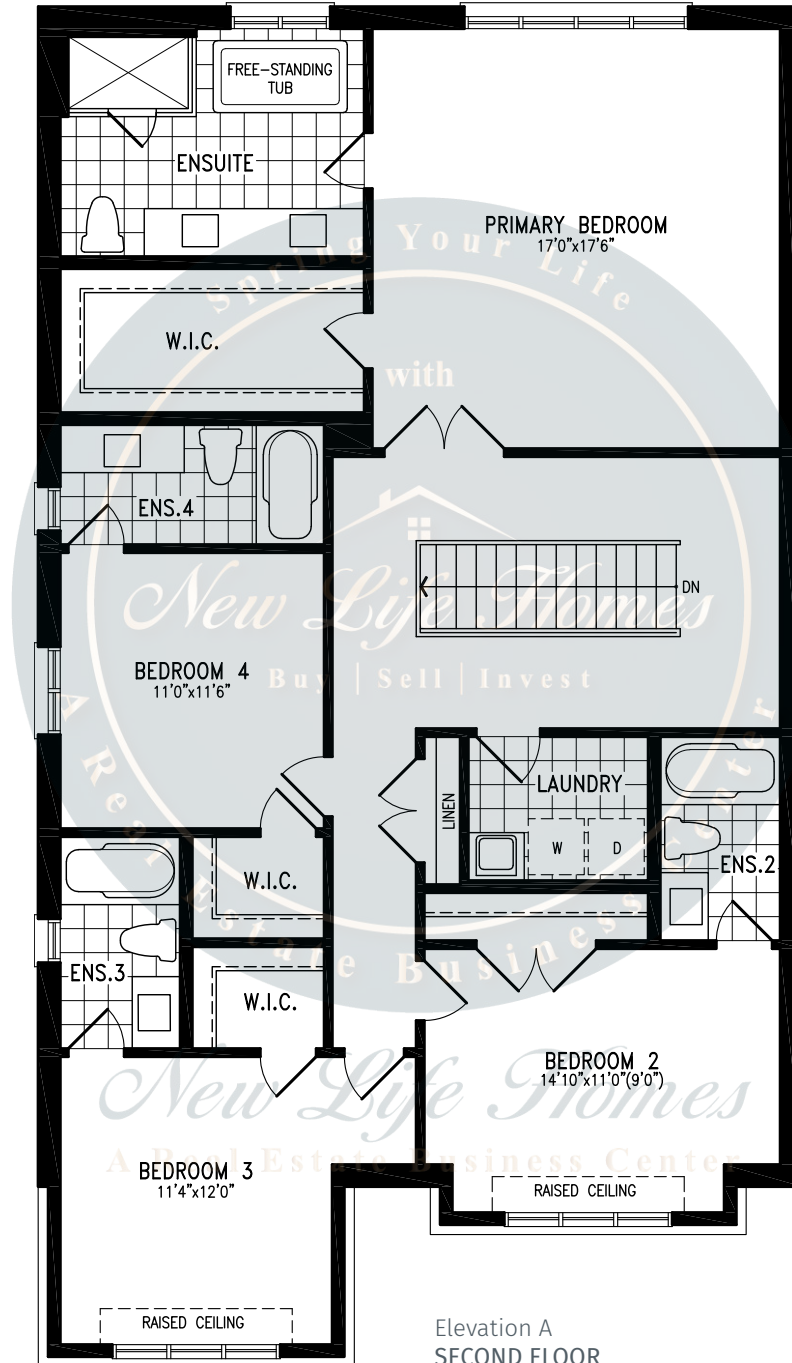 FREE-STANDING
TUB
ENSUITE
PRIMARY BEDROOM
17'0"x17'6"
Spring Your Life
with
W.I.C.
ENS.4
DN
New Life Homes
Buy | Sell | Invest
BEDROOM 4
11'0"x11'6"
A Real Estate Business Center
LINEN
LAUNDRY
W
D
ENS.2
W.I.C.
ENS.3
W.I.C.
BEDROOM 2
14'10"x11'0"(9'0")
New Life Homes
A Real Estate Business Center
BEDROOM 3
11'4"x12'0"
RAISED CEILING
RAISED CEILING
Elevation A
SECOND FLOOR